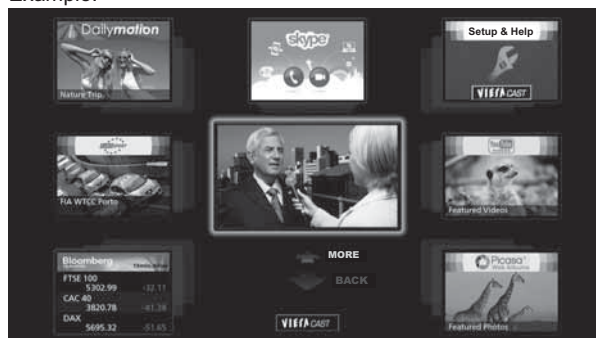 Example:
Dailymotion
Nature Trip
skype
Setup & Help
VIERA CAST
FIA WTCC Porto
YouTube
Featured Videos
Bloomberg
FTSE 100
5302.99 -32.11
CAC 40
3820.78 -41.38
DAX
5695.32 -51.65
MORE
BACK
VIERA CAST
Picasa
Web Albums
Featured Photos